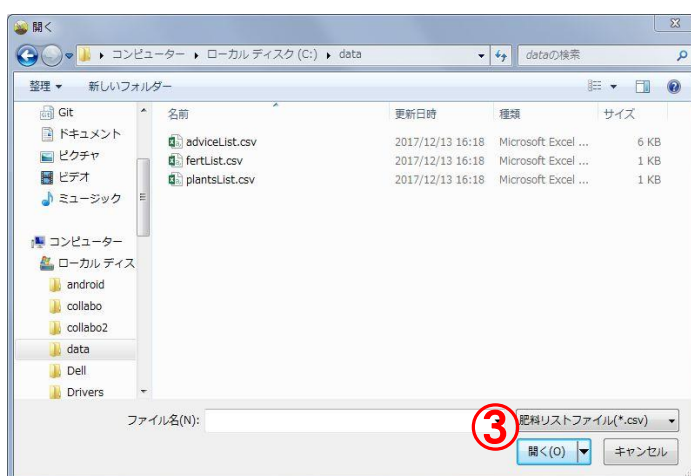 開く
コンピューター ▸ ローカル ディスク (C:) ▸ data
dataの検索
整理 ▼ 新しいフォルダー
Git
ドキュメント
ピクチャ
ビデオ
ミュージック
コンピューター
ローカル ディス
android
collabo
collabo2
data
Dell
Drivers
名前 更新日時 種類 サイズ
adviceList.csv 2017/12/13 16:18 Microsoft Excel ... 6 KB
fertList.csv 2017/12/13 16:18 Microsoft Excel ... 1 KB
plantsList.csv 2017/12/13 16:18 Microsoft Excel ... 1 KB
ファイル名(N):
③
肥料リストファイル(*.csv)
開く(O) キャンセル